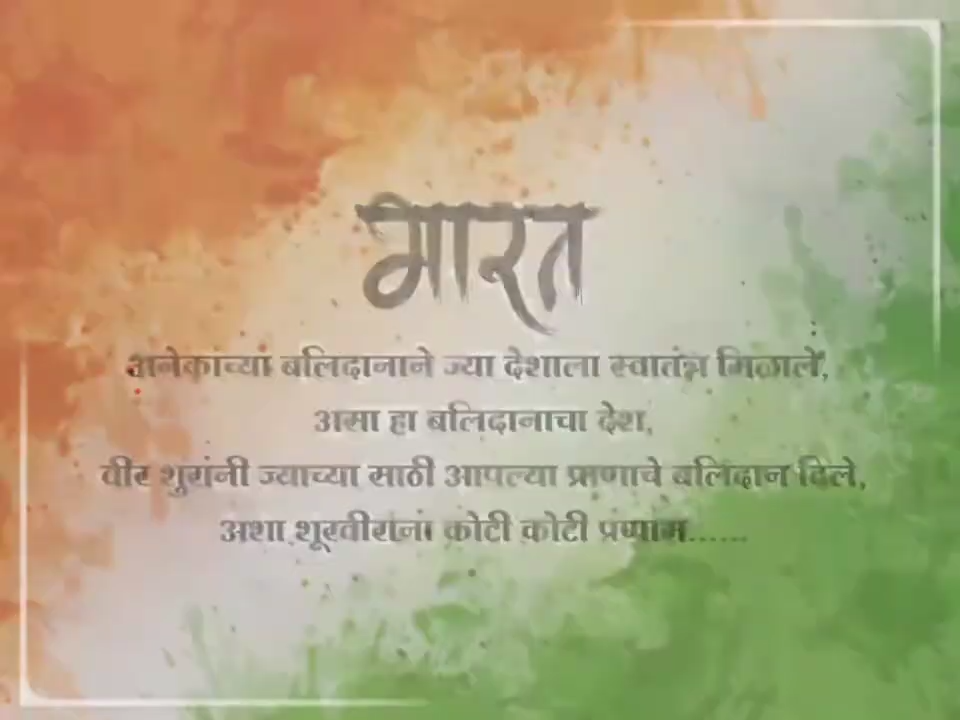 भारत
अनेकाच्या बलिदानाने ज्या देशाला स्वातंत्र मिळाले,
असा हा बलिदानाचा देश,
वीर शुरांनी ज्याच्या साठी आपल्या प्राणाचे बलिदान दिले,
अशा शूरवीरांना कोटी कोटी प्रणाम......